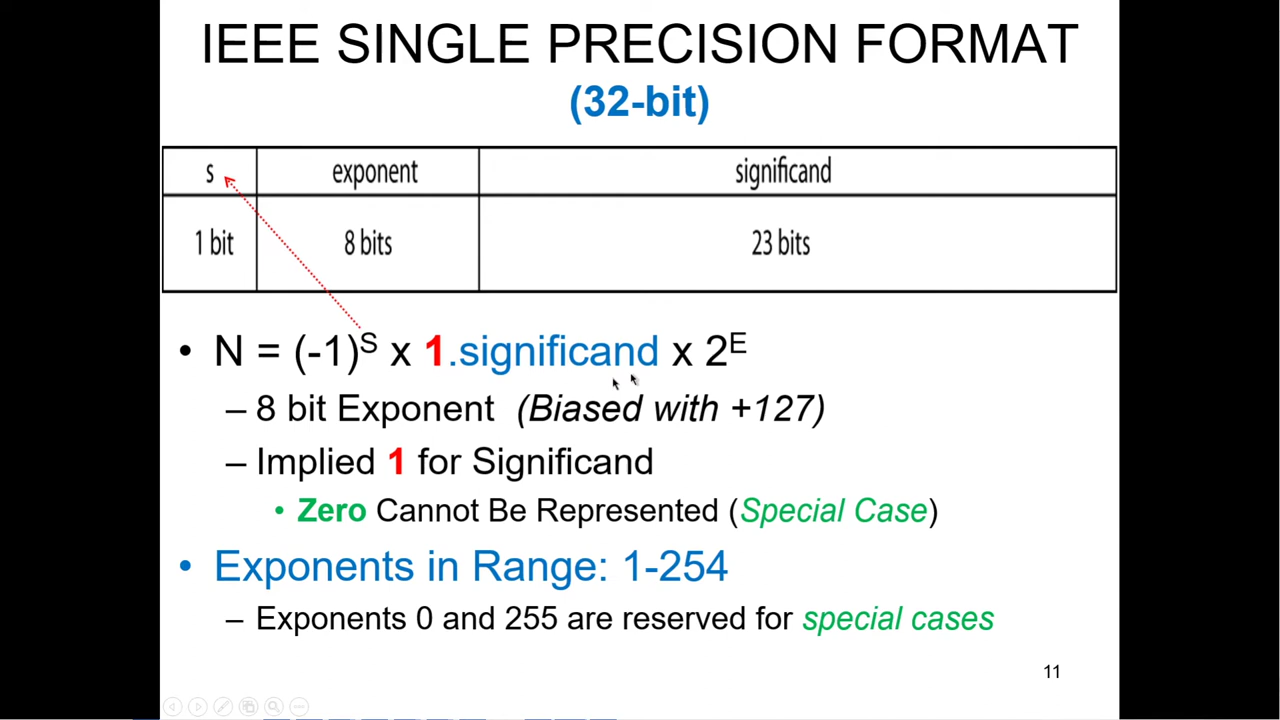 IEEE SINGLE PRECISION FORMAT
(32-bit)
s exponent significand
1 bit 8 bits 23 bits
• N = (-1)^S x 1.significand x 2^E
– 8 bit Exponent (Biased with +127)
– Implied 1 for Significand
• Zero Cannot Be Represented (Special Case)
• Exponents in Range: 1-254
– Exponents 0 and 255 are reserved for special cases
11